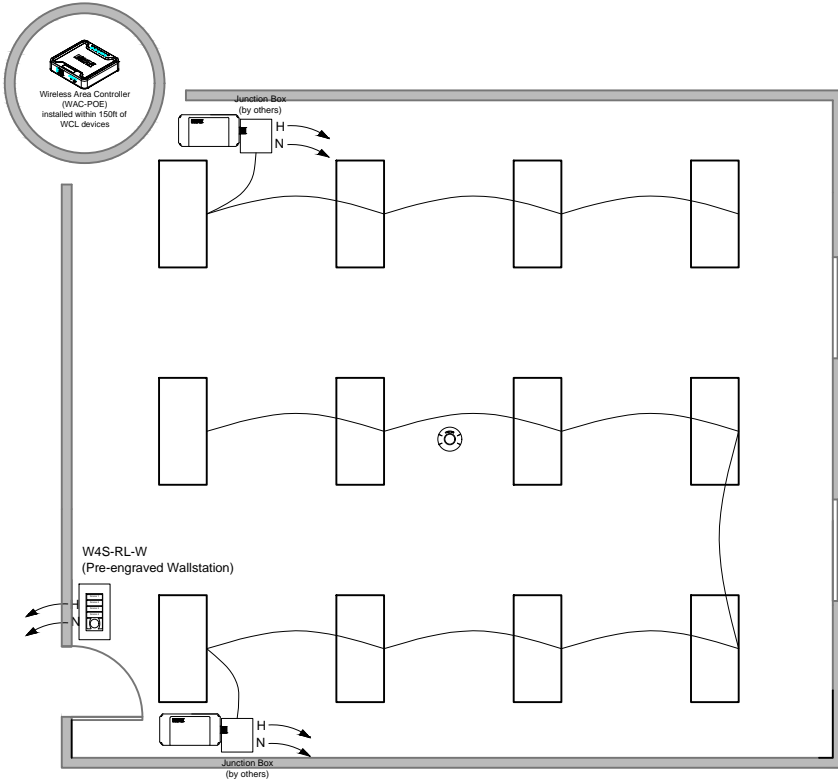 Wireless Area Controller
(WAC-POE)
installed within 150ft of
WCL devices
Junction Box
(by others)
H
N
W4S-RL-W
(Pre-engraved Wallstation)
H
N
H
N
Junction Box
(by others)